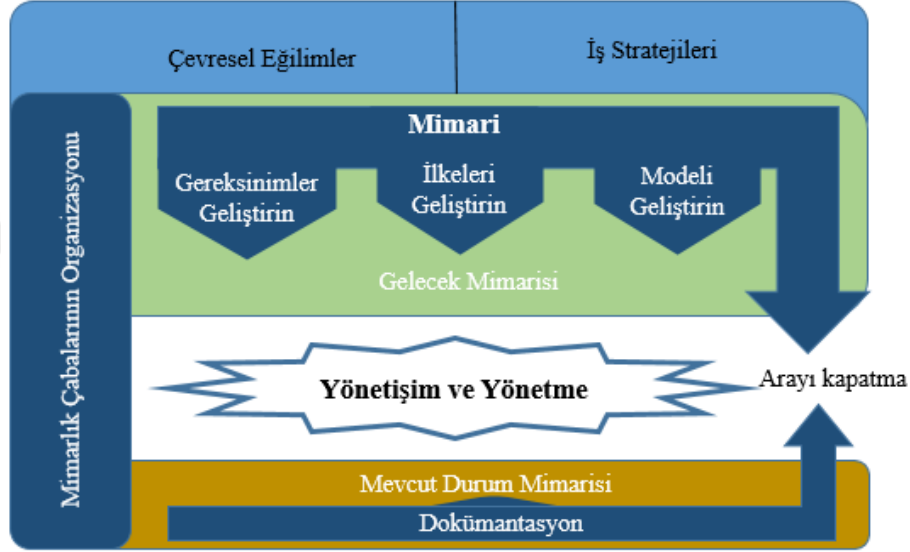 Çevresel Eğilimler
İş Stratejileri
Mimarlık Çabalarının Organizasyonu
Mimari
Gereksinimler
Geliştirin
İlkeleri
Geliştirin
Modeli
Geliştirin
Gelecek Mimarisi
Yönetişim ve Yönetme
Arayı kapatma
Mevcut Durum Mimarisi
Dokümantasyon